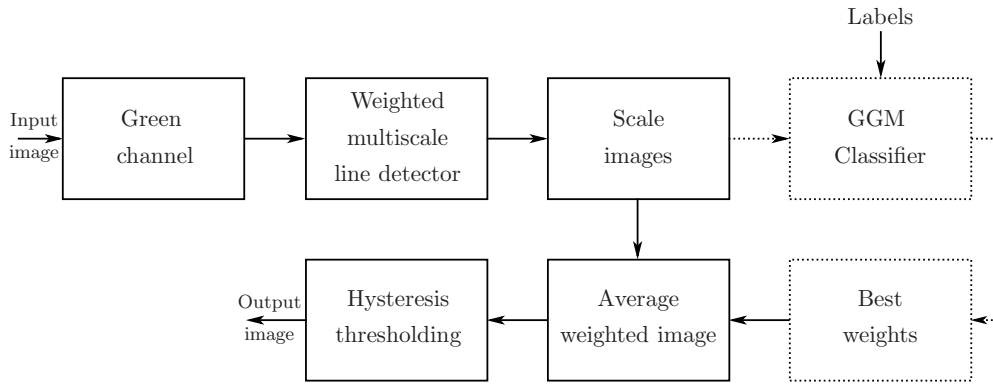 Labels
Input
image
Green
channel
Weighted
multiscale
line detector
Scale
images
GGM
Classifier
Output
image
Hysteresis
thresholding
Average
weighted image
Best
weights